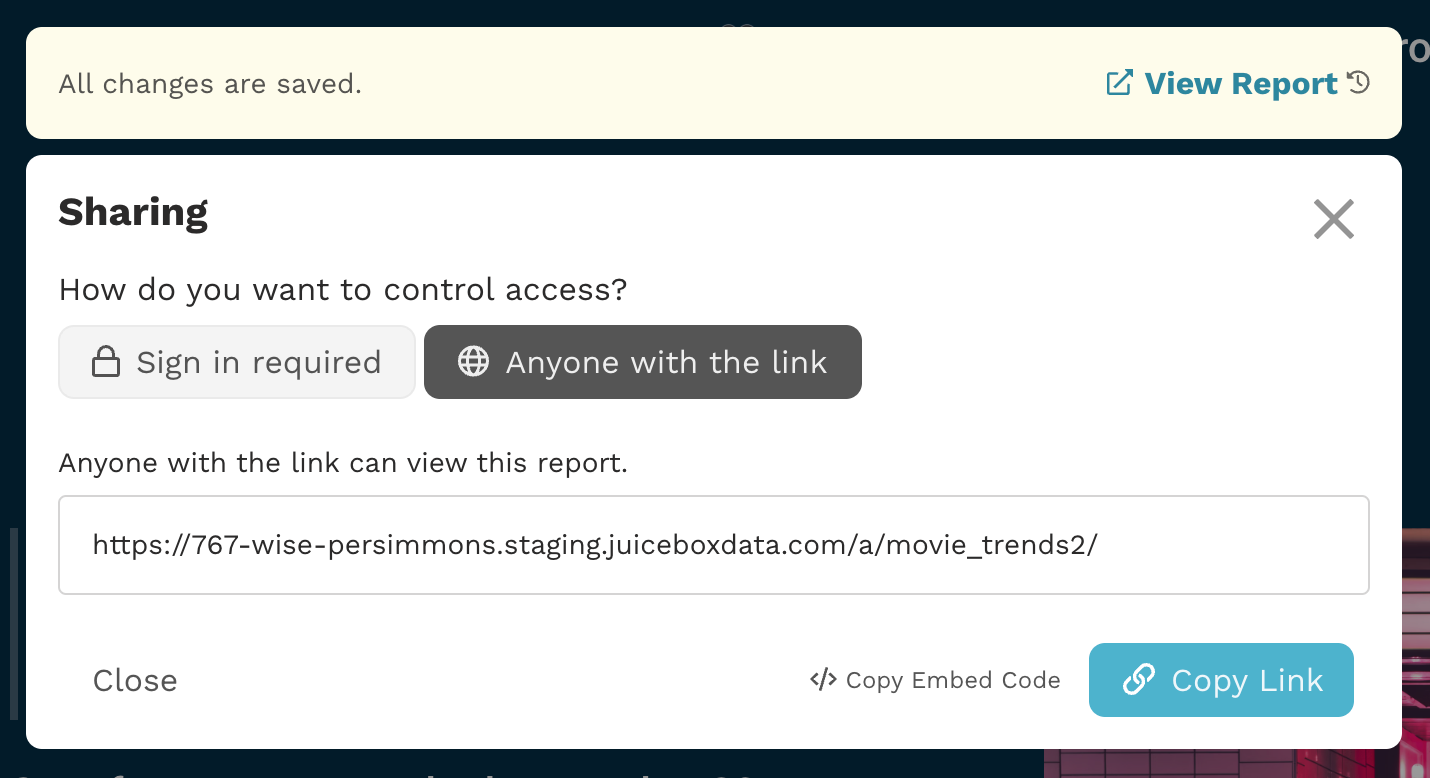 All changes are saved.
View Report
Sharing
How do you want to control access?
Sign in required
Anyone with the link
Anyone with the link can view this report.
https://767-wise-persimmons.staging.juiceboxdata.com/a/movie_trends2/
Close
Copy Embed Code
Copy Link